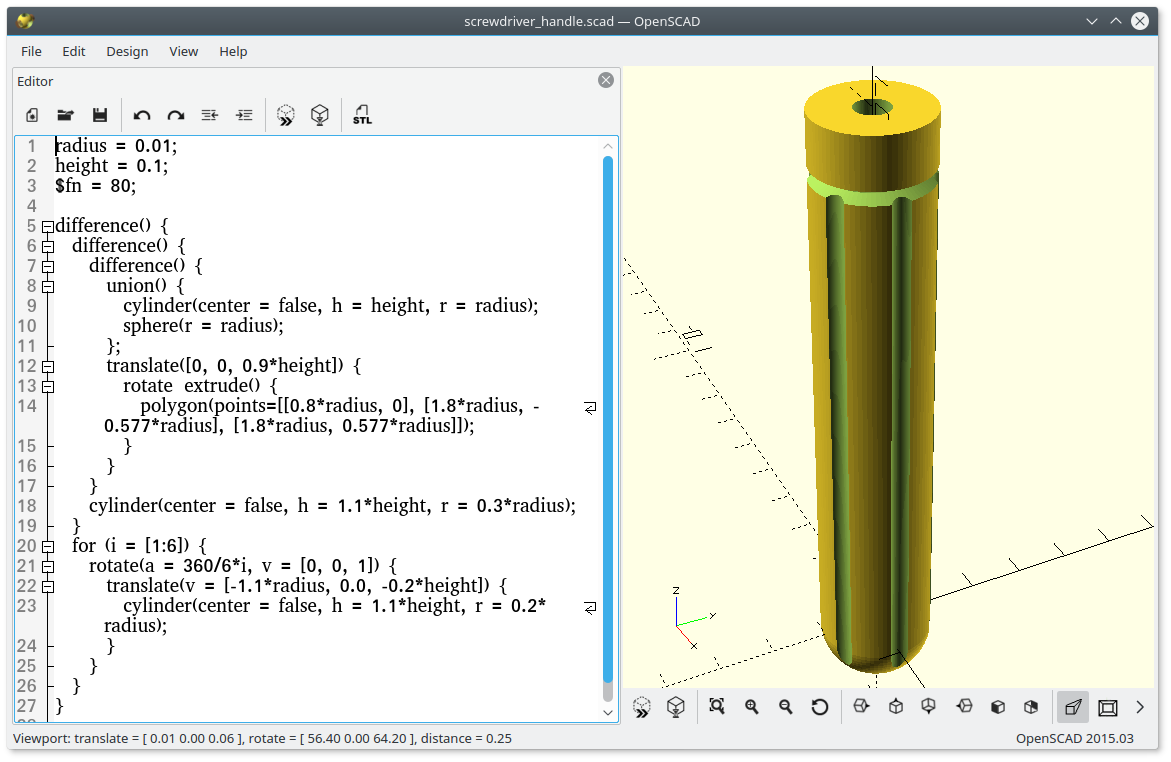 screwdriver_handle.scad — OpenSCAD
File Edit Design View Help
Editor
STL
1 radius = 0.01;
2 height = 0.1;
3 $fn = 80;
4
5 difference() {
6 difference() {
7 difference() {
8 union() {
9 cylinder(center = false, h = height, r = radius);
10 sphere(r = radius);
11 };
12 translate([0, 0, 0.9*height]) {
13 rotate extrude() {
14 polygon(points=[[0.8*radius, 0], [1.8*radius, -
0.577*radius], [1.8*radius, 0.577*radius]]);
15 }
16 }
17 }
18 cylinder(center = false, h = 1.1*height, r = 0.3*radius);
19 }
20 for (i = [1:6]) {
21 rotate(a = 360/6*i, v = [0, 0, 1]) {
22 translate(v = [-1.1*radius, 0.0, -0.2*height]) {
23 cylinder(center = false, h = 1.1*height, r = 0.2*
radius);
24 }
25 }
26 }
27 }
z
y
x
Viewport: translate = [ 0.01 0.00 0.06 ], rotate = [ 56.40 0.00 64.20 ], distance = 0.25
OpenSCAD 2015.03